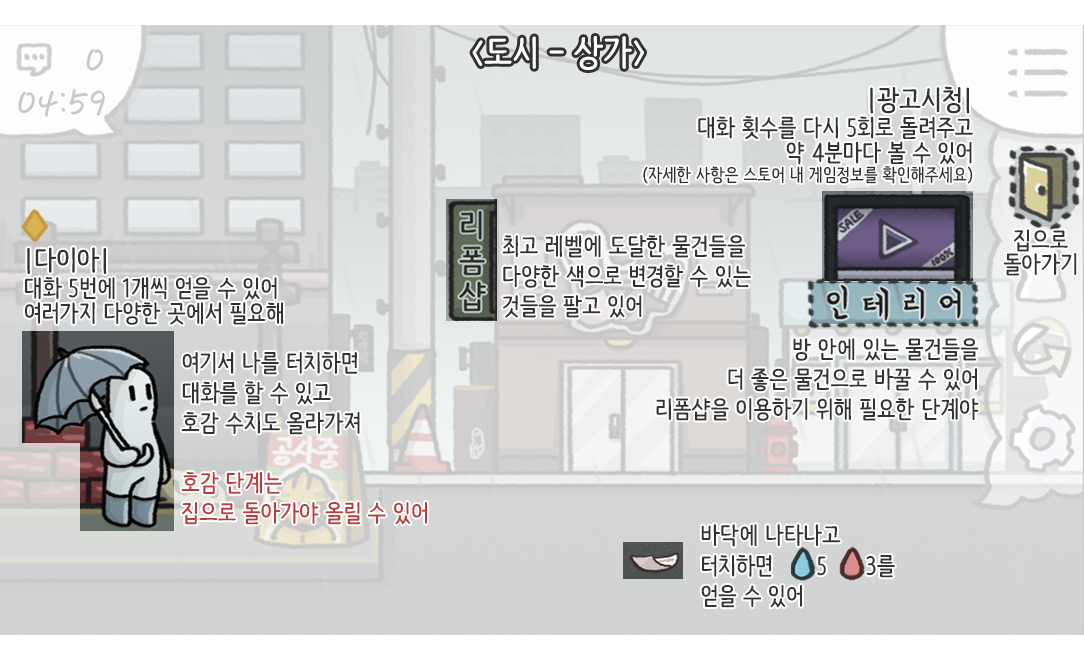 <도시 - 상가>
0
04:59
|광고시청|
대화 횟수를 다시 5회로 돌려주고
약 4분마다 볼 수 있어
(자세한 사항은 스토어 내 게임정보를 확인해주세요)
집으로
돌아가기
SALE
100%
인테리어
방 안에 있는 물건들을
더 좋은 물건으로 바꿀 수 있어
리폼샵을 이용하기 위해 필요한 단계야
리폼샵
최고 레벨에 도달한 물건들을
다양한 색으로 변경할 수 있는
것들을 팔고 있어
|다이아|
대화 5번에 1개씩 얻을 수 있어
여러가지 다양한 곳에서 필요해
여기서 나를 터치하면
대화를 할 수 있고
호감 수치도 올라가져
호감 단계는
집으로 돌아가야 올릴 수 있어
공사중
바닥에 나타나고
터치하면 5 3를
얻을 수 있어